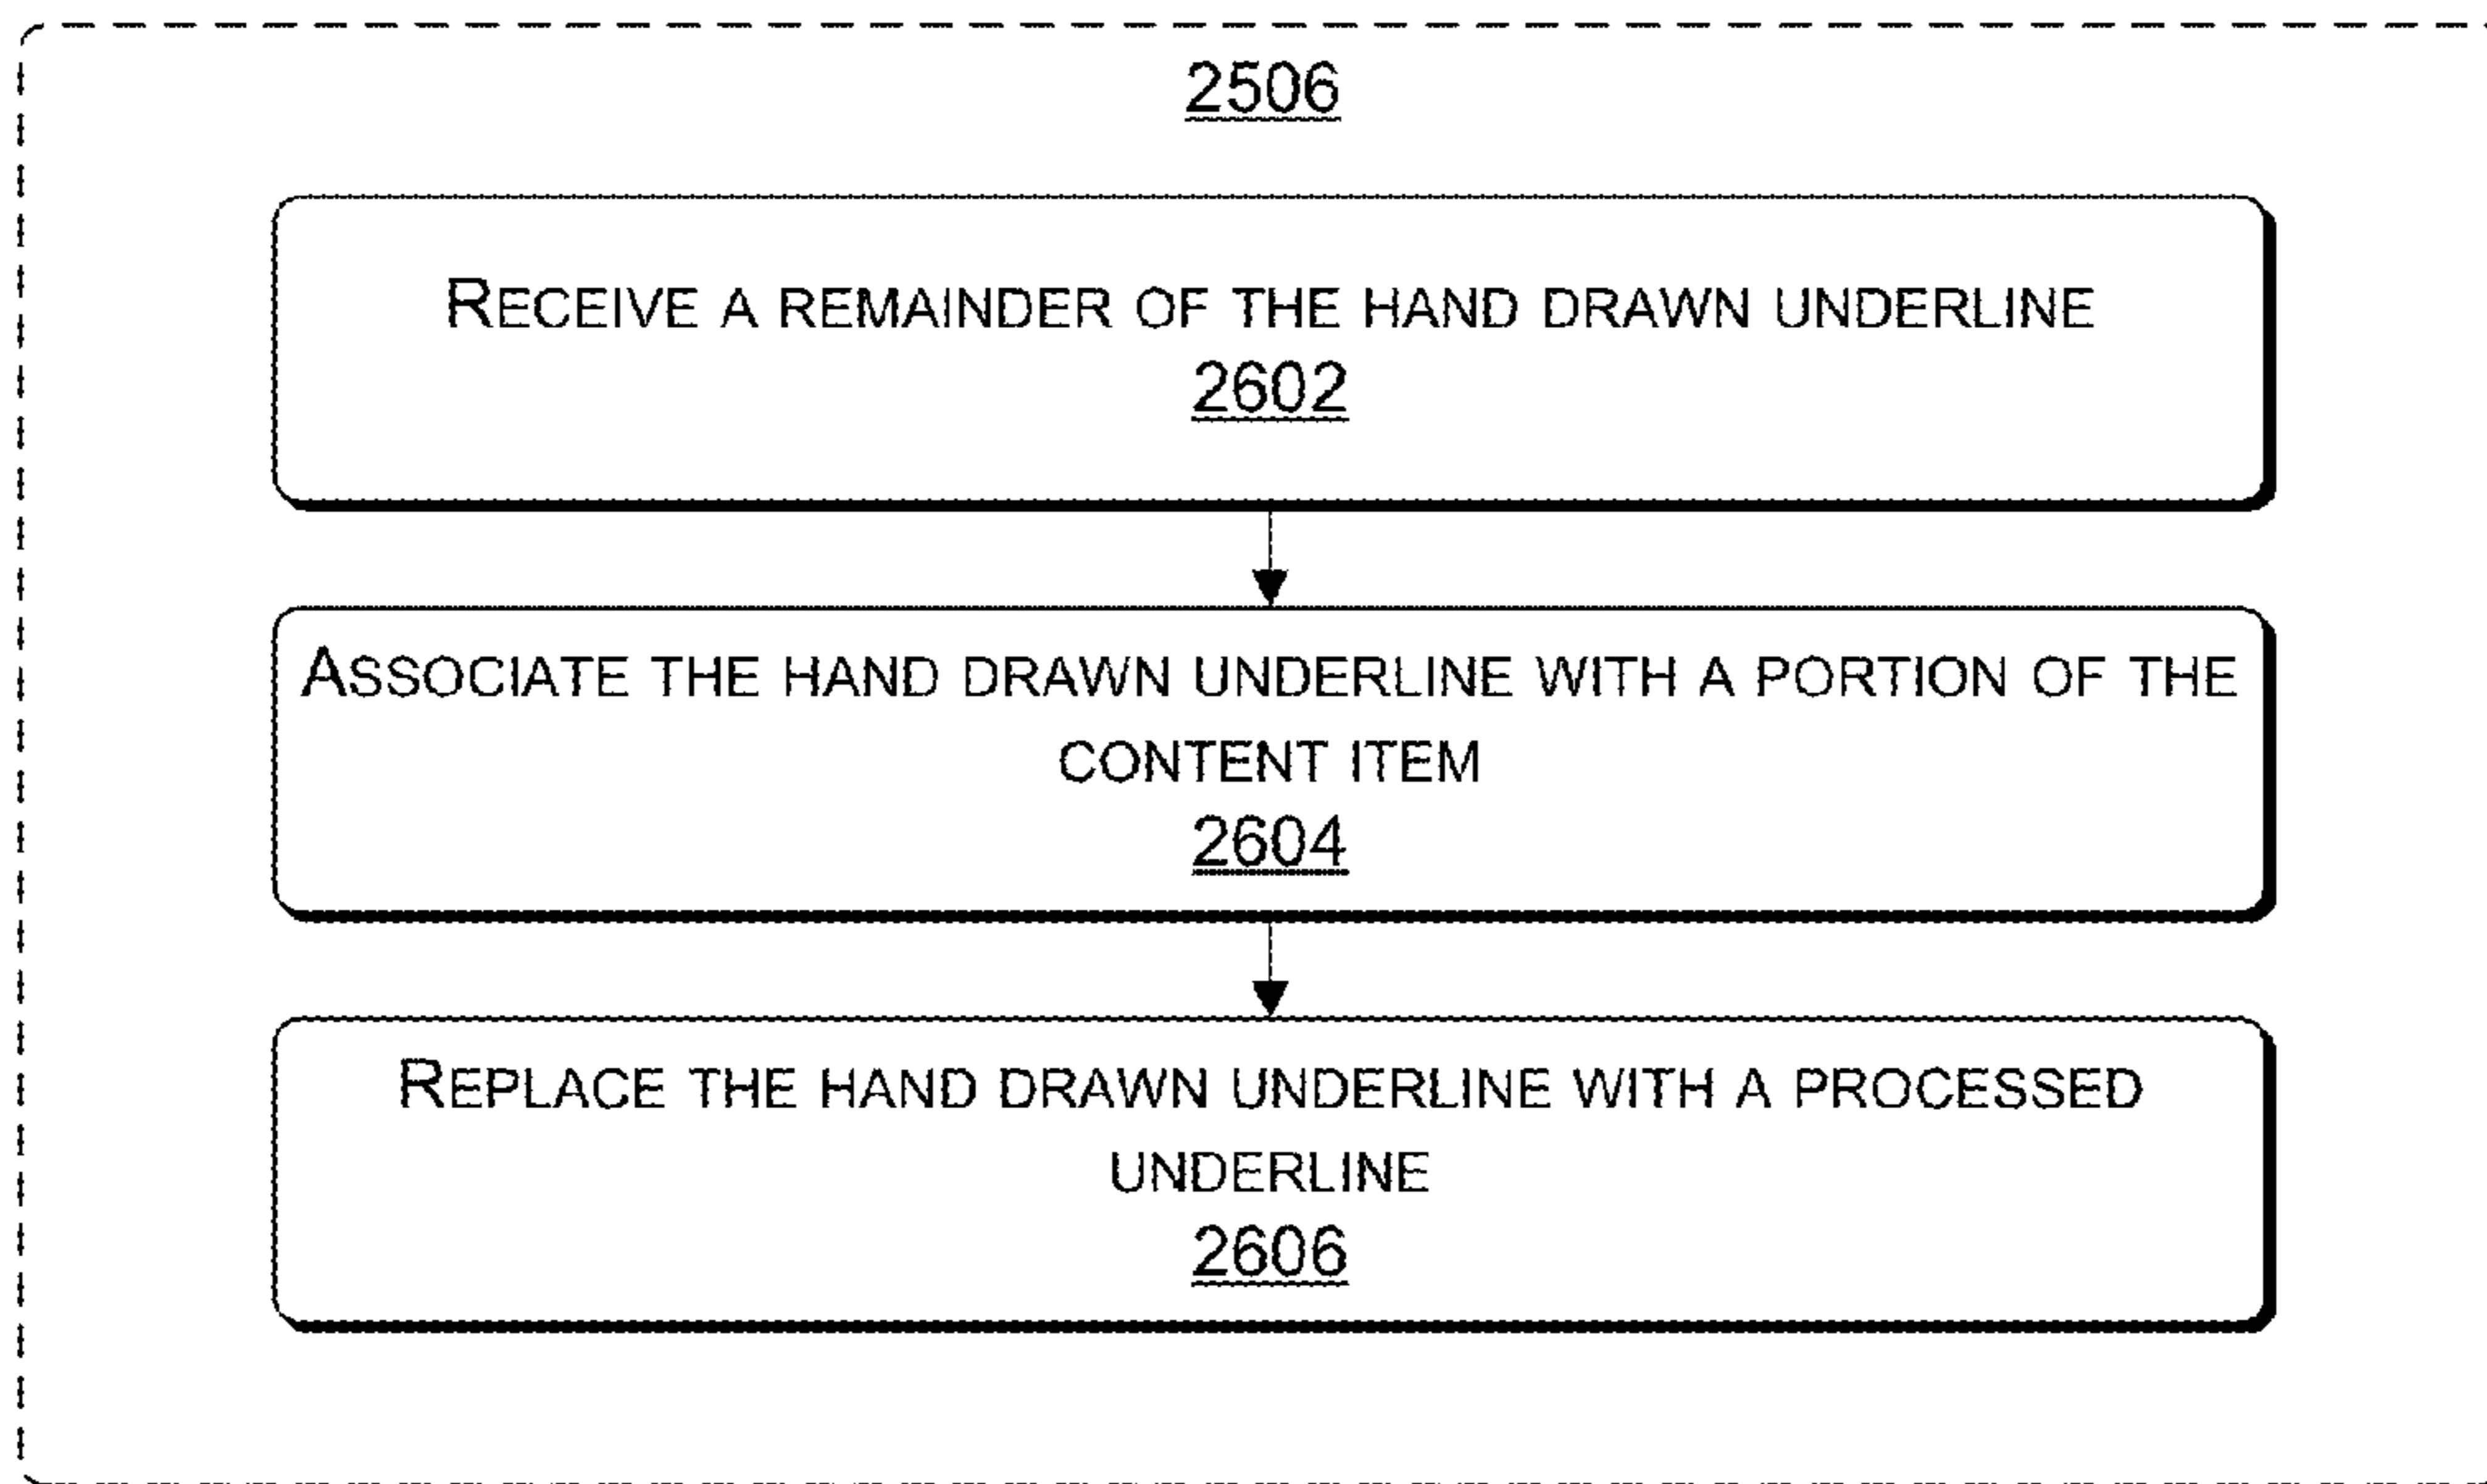 2506
RECEIVE A REMAINDER OF THE HAND DRAWN UNDERLINE
2602
ASSOCIATE THE HAND DRAWN UNDERLINE WITH A PORTION OF THE
CONTENT ITEM
2604
REPLACE THE HAND DRAWN UNDERLINE WITH A PROCESSED
UNDERLINE
2606